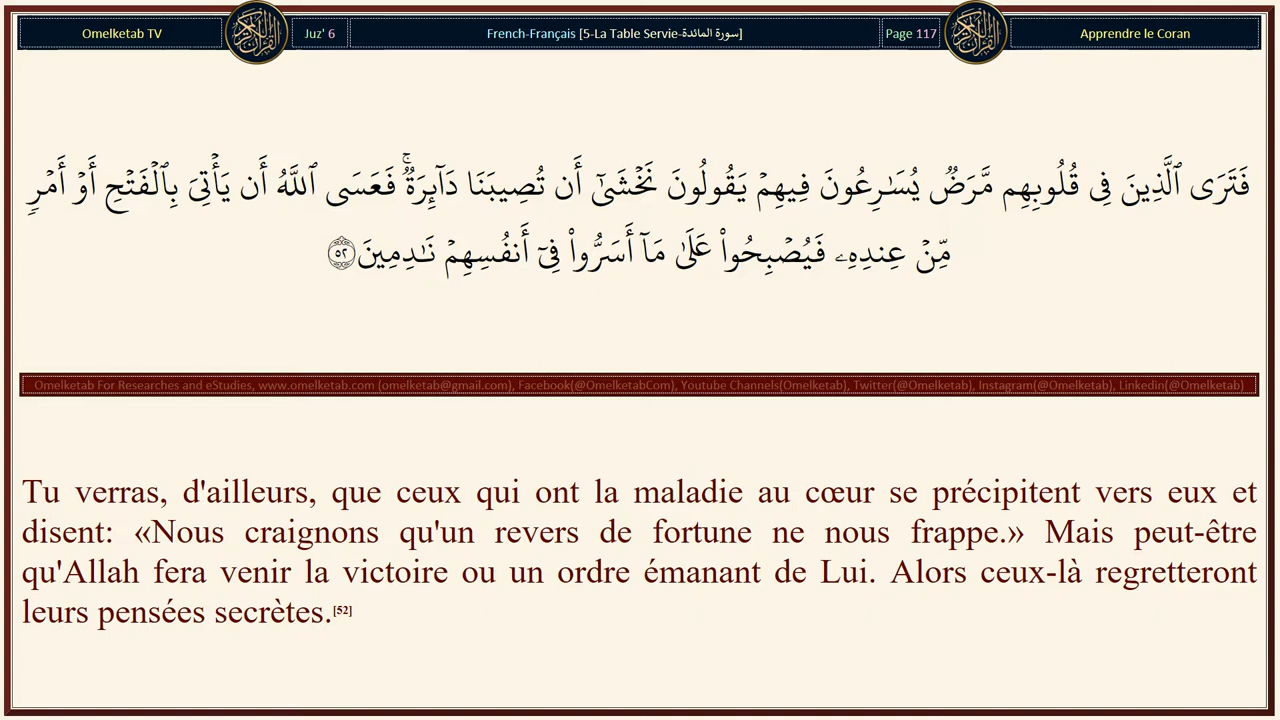 Omelketab TV
Juz' 6
French-Français [5-La Table Servie-سورة المائدة]
Page 117
Apprendre le Coran
فَتَرَى ٱلَّذِينَ فِى قُلُوبِهِم مَّرَضٌ يُسَـٰرِعُونَ فِيهِمْ يَقُولُونَ نَخْشَىٰٓ أَن تُصِيبَنَا دَآئِرَةٌ ۚ فَعَسَى ٱللَّهُ أَن يَأْتِىَ بِٱلْفَتْحِ أَوْ أَمْرٍ
مِّنْ عِندِهِۦ فَيُصْبِحُوا۟ عَلَىٰ مَآ أَسَرُّوا۟ فِىٓ أَنفُسِهِمْ نَـٰدِمِينَ ٥٢
Omelketab For Researches and eStudies, www.omelketab.com (omelketab@gmail.com), Facebook(@OmelketabCom), Youtube Channels(Omelketab), Twitter(@Omelketab), Instagram(@Omelketab), Linkedin(@Omelketab)
Tu verras, d'ailleurs, que ceux qui ont la maladie au cœur se précipitent vers eux et
disent: «Nous craignons qu'un revers de fortune ne nous frappe.» Mais peut-être
qu'Allah fera venir la victoire ou un ordre émanant de Lui. Alors ceux-là regretteront
leurs pensées secrètes.[52]